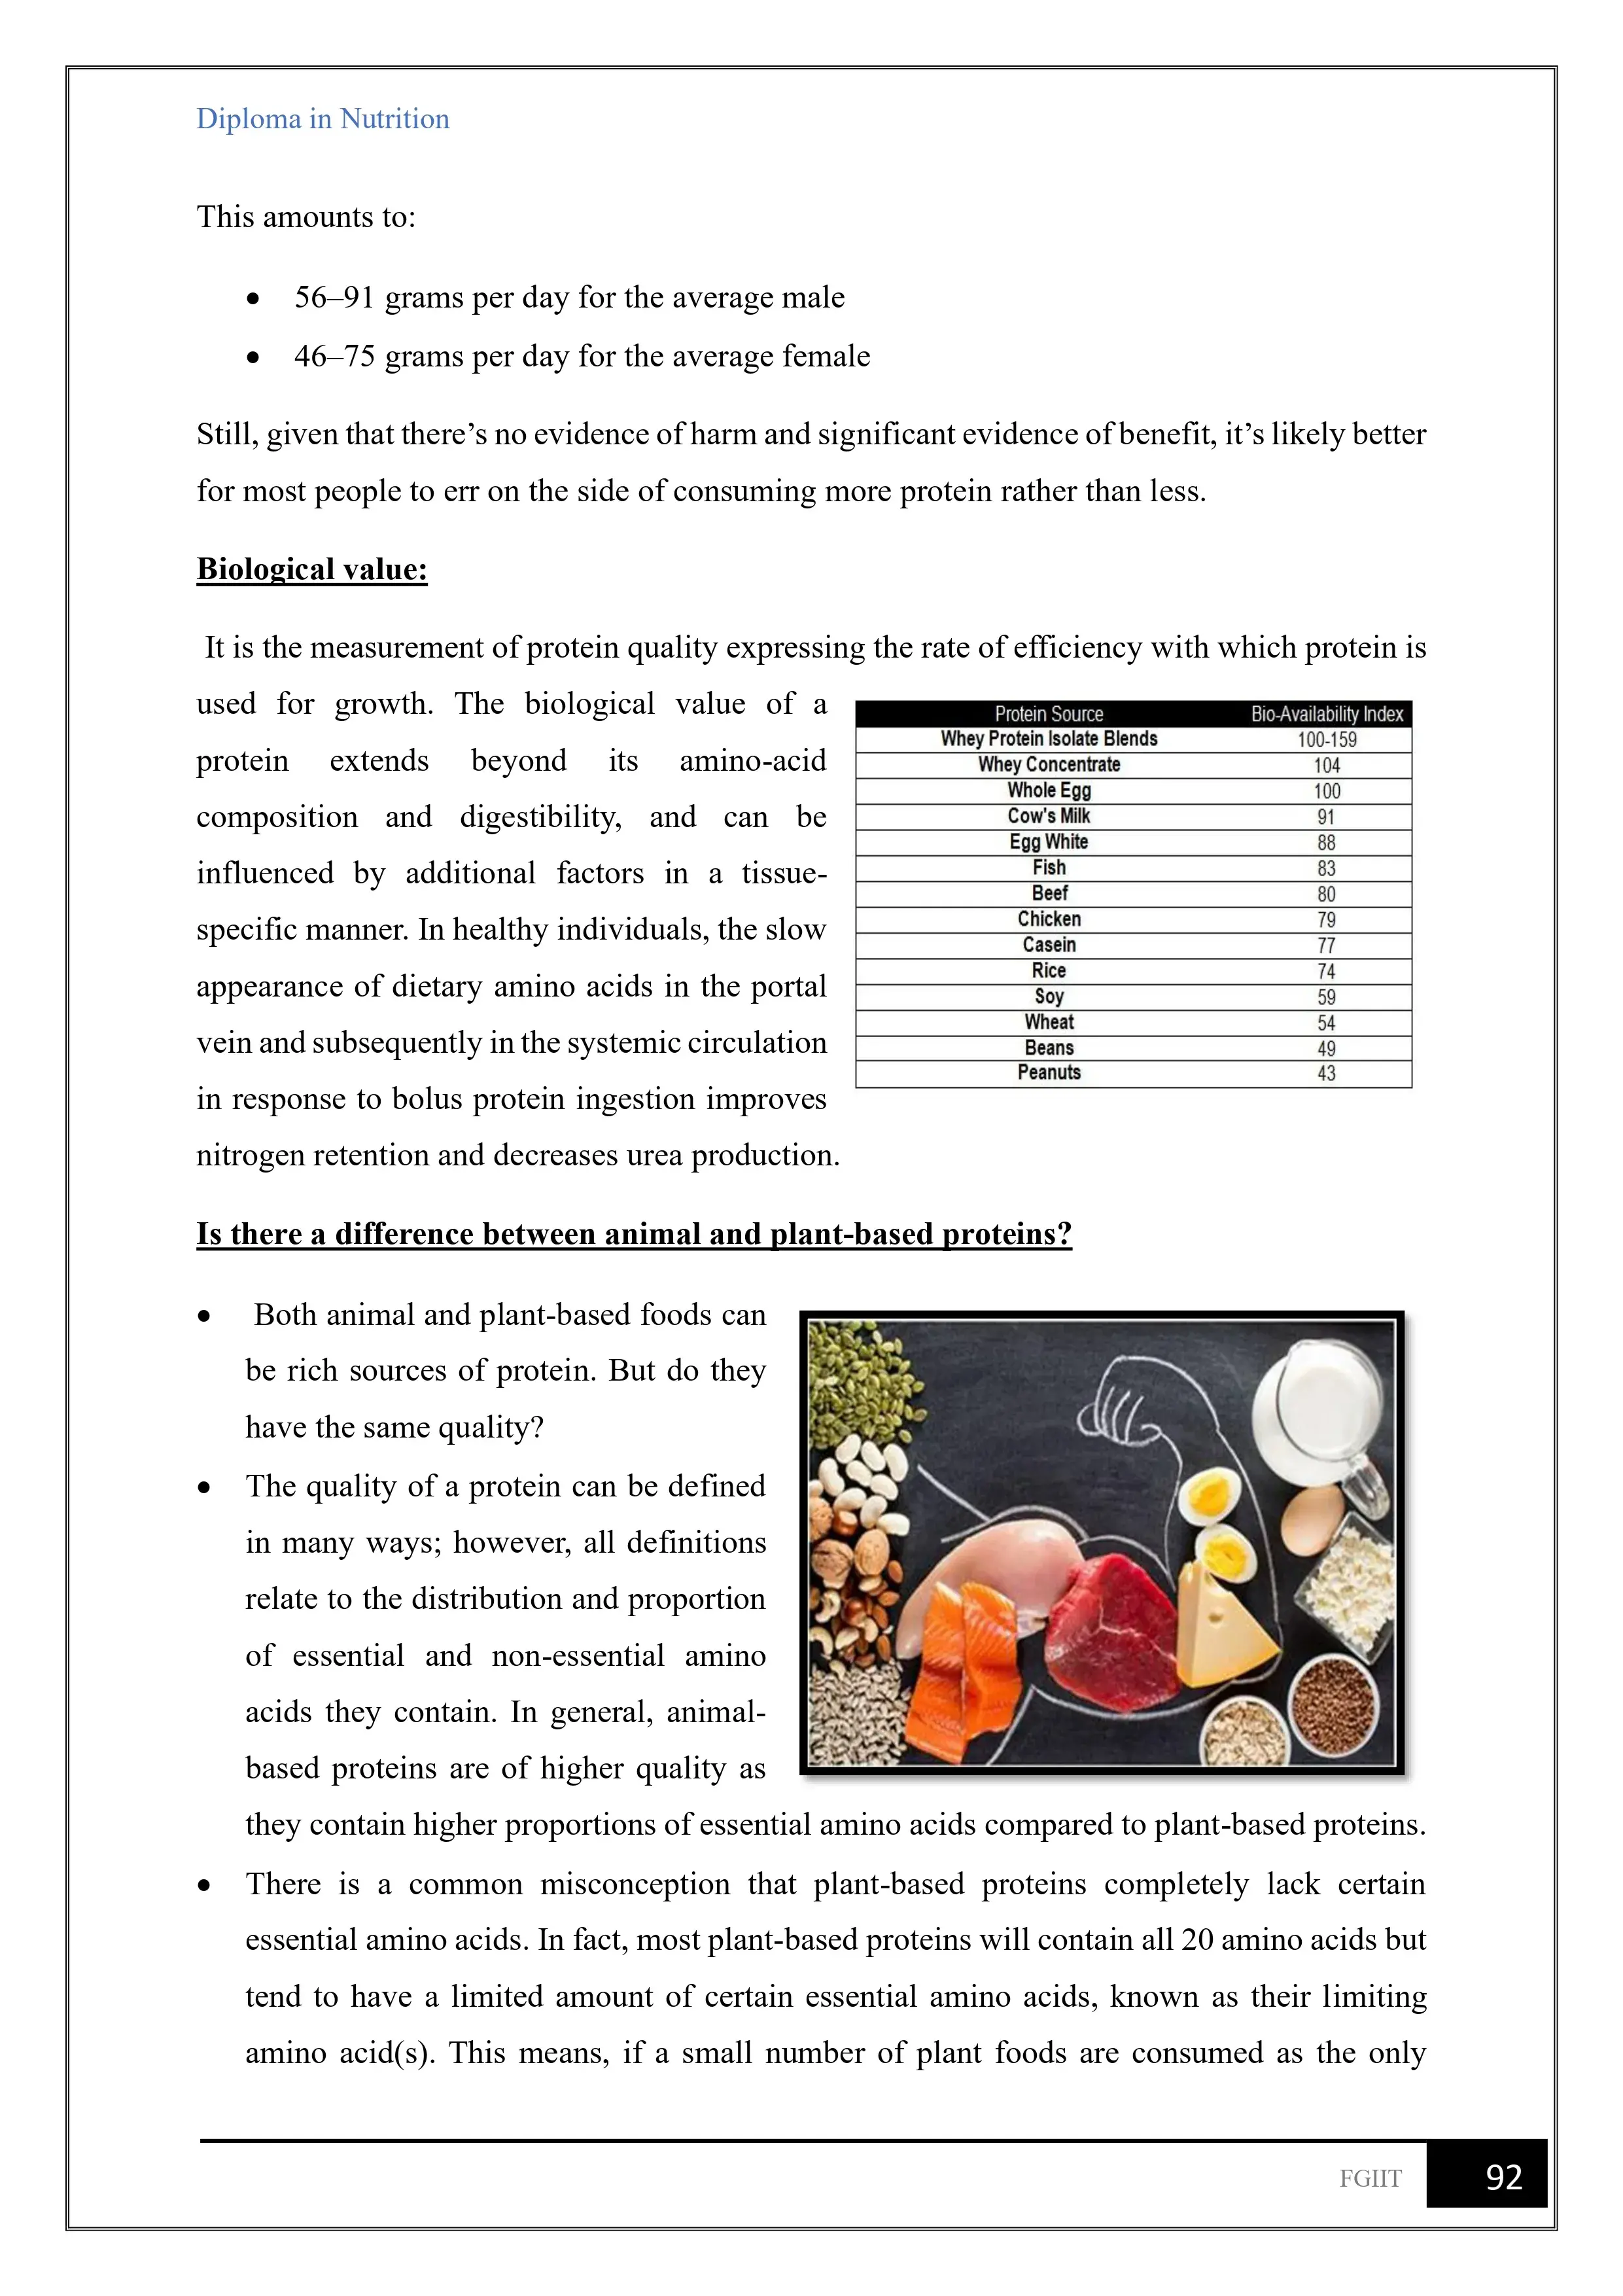 Diploma in Nutrition
This amounts to:
• 56–91 grams per day for the average male
• 46–75 grams per day for the average female
Still, given that there’s no evidence of harm and significant evidence of benefit, it’s likely better
for most people to err on the side of consuming more protein rather than less.
Biological value:
It is the measurement of protein quality expressing the rate of efficiency with which protein is
used for growth. The biological value of a
protein extends beyond its amino-acid
composition and digestibility, and can be
influenced by additional factors in a tissue-
specific manner. In healthy individuals, the slow
appearance of dietary amino acids in the portal
vein and subsequently in the systemic circulation
in response to bolus protein ingestion improves
nitrogen retention and decreases urea production.
Protein Source Bio-Availability Index
Whey Protein Isolate Blends 100-159
Whey Concentrate 104
Whole Egg 100
Cow's Milk 91
Egg White 88
Fish 83
Beef 80
Chicken 79
Casein 77
Rice 74
Soy 59
Wheat 54
Beans 49
Peanuts 43
Is there a difference between animal and plant-based proteins?
• Both animal and plant-based foods can
be rich sources of protein. But do they
have the same quality?
• The quality of a protein can be defined
in many ways; however, all definitions
relate to the distribution and proportion
of essential and non-essential amino
acids they contain. In general, animal-
based proteins are of higher quality as
they contain higher proportions of essential amino acids compared to plant-based proteins.
• There is a common misconception that plant-based proteins completely lack certain
essential amino acids. In fact, most plant-based proteins will contain all 20 amino acids but
tend to have a limited amount of certain essential amino acids, known as their limiting
amino acid(s). This means, if a small number of plant foods are consumed as the only
FGIIT 92